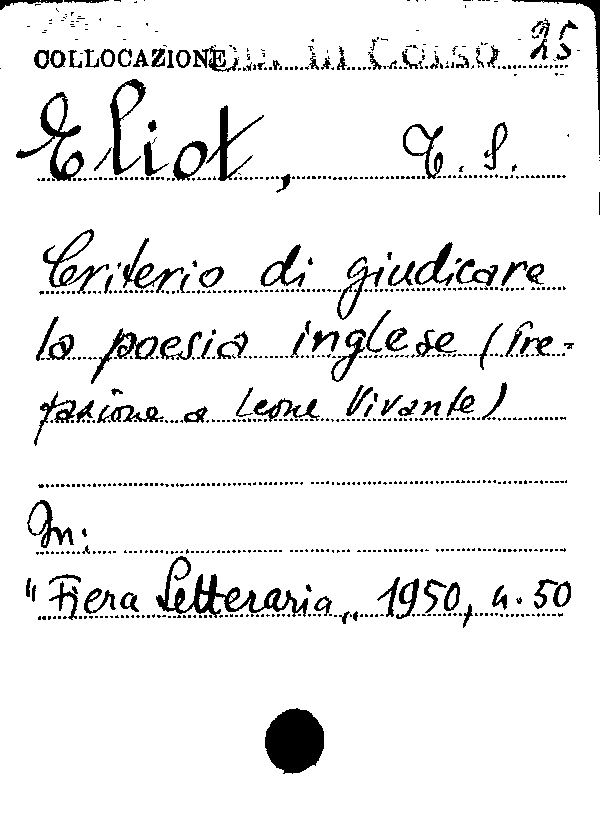 COLLOCAZIONE in Corso 25
Eliot, T. S.
Criterio di giudicare
la poesia inglese (Pre-
fazione a Leone Vivante)
In:
"Fiera Letteraria„ 1950, n. 50